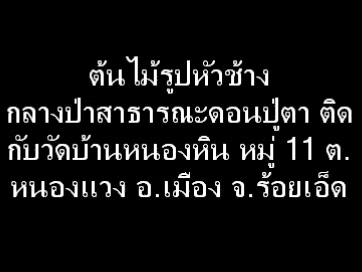 ต้นไม้รูปหัวช้าง
กลางป่าสาธารณะดอนปู่ตา ติด
กับวัดบ้านหนองหิน หมู่ 11 ต.
หนองแวง อ.เมือง จ.ร้อยเอ็ด